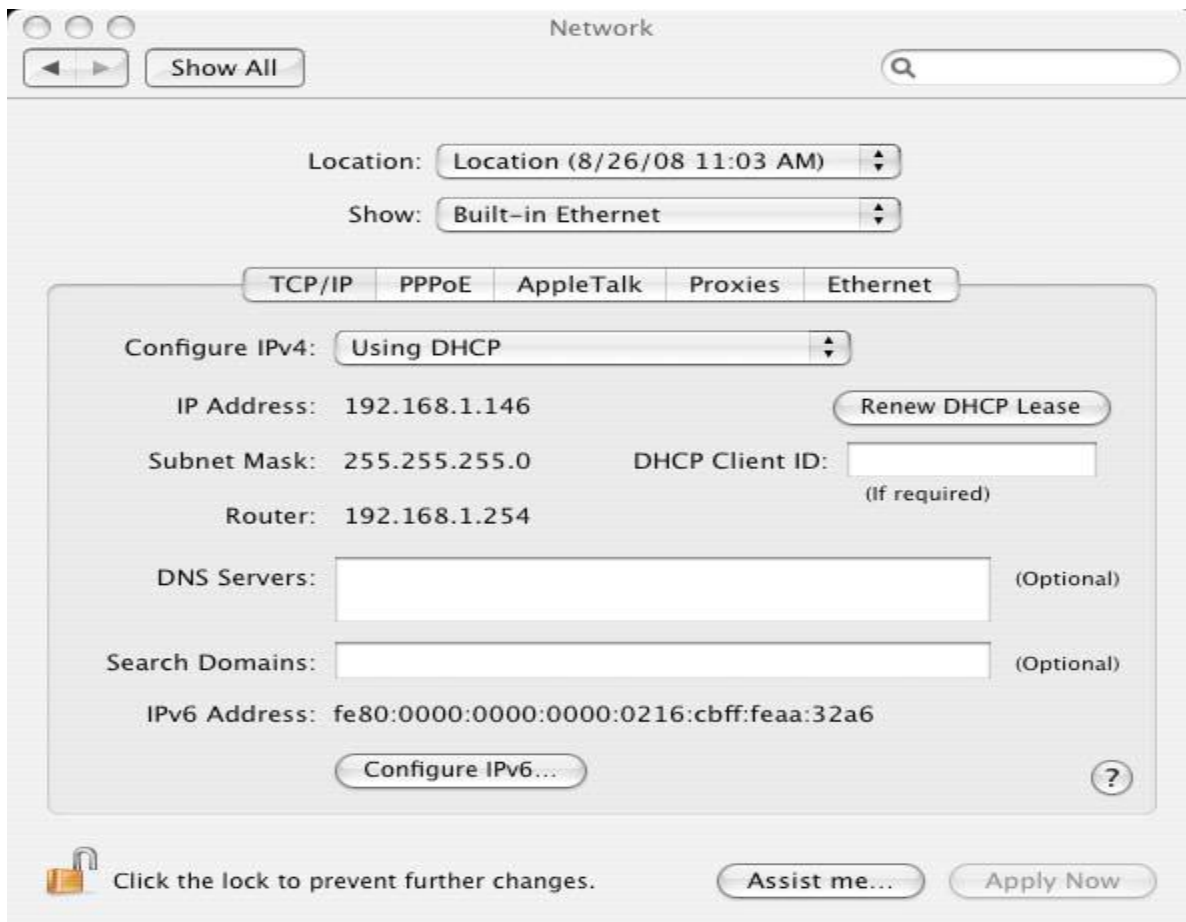 Network
Show All
Location: Location (8/26/08 11:03 AM)
Show: Built-in Ethernet
TCP/IP PPPoE AppleTalk Proxies Ethernet
Configure IPv4: Using DHCP
IP Address: 192.168.1.146 Renew DHCP Lease
Subnet Mask: 255.255.255.0 DHCP Client ID:
(If required)
Router: 192.168.1.254
DNS Servers: (Optional)
Search Domains: (Optional)
IPv6 Address: fe80:0000:0000:0000:0216:cbff:feaa:32a6
Configure IPv6... ?
Click the lock to prevent further changes. Assist me... Apply Now